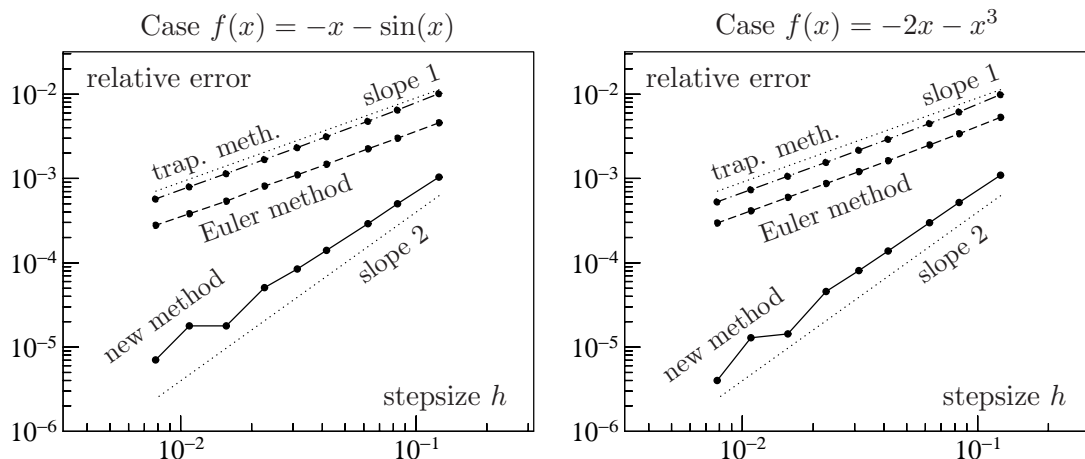 Case f(x) = −x − sin(x)
relative error
slope 1
trap. meth.
Euler method
slope 2
new method
stepsize h
10⁻²
10⁻³
10⁻⁴
10⁻⁵
10⁻⁶
10⁻²
10⁻¹
Case f(x) = −2x − x³
relative error
slope 1
trap. meth.
Euler method
slope 2
new method
stepsize h
10⁻²
10⁻³
10⁻⁴
10⁻⁵
10⁻⁶
10⁻²
10⁻¹